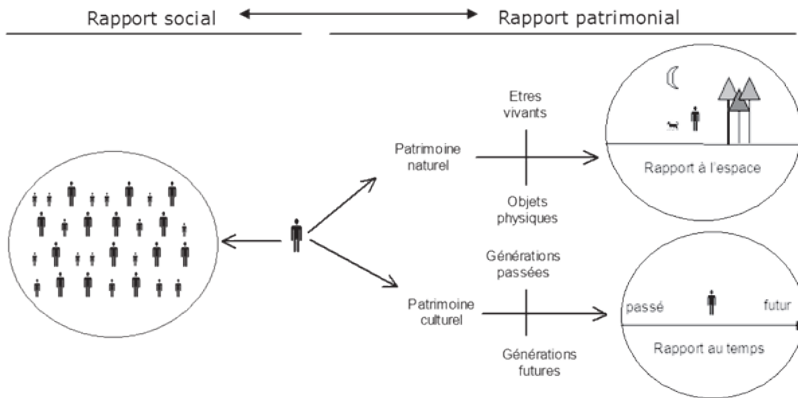 Rapport social
Rapport patrimonial
Etres
vivants
Patrimoine
naturel
Objets
physiques
Rapport à l'espace
Générations
passées
Patrimoine
culturel
Générations
futures
passé
futur
Rapport au temps